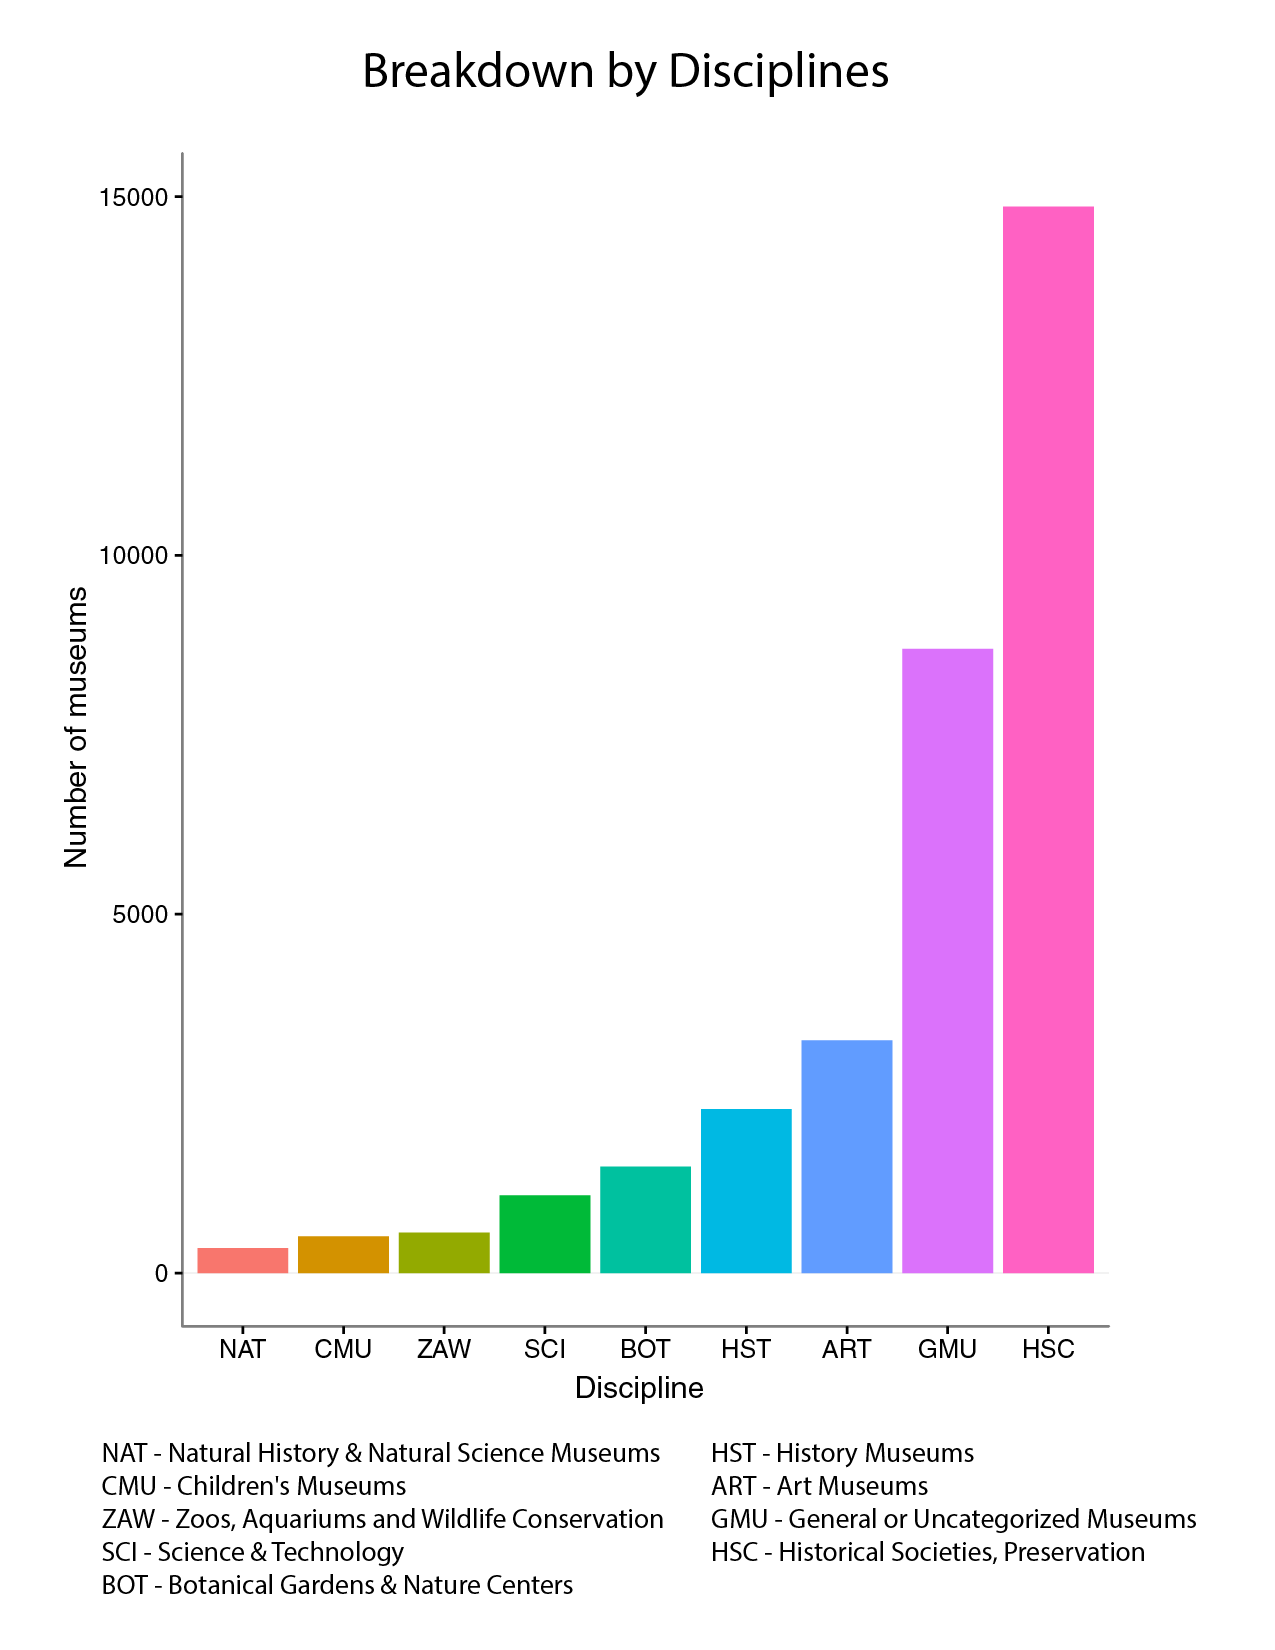 Breakdown by Disciplines
15000
10000
5000
0
Number of museums
NAT CMU ZAW SCI BOT HST ART GMU HSC
Discipline
NAT - Natural History & Natural Science Museums
CMU - Children's Museums
ZAW - Zoos, Aquariums and Wildlife Conservation
SCI - Science & Technology
BOT - Botanical Gardens & Nature Centers
HST - History Museums
ART - Art Museums
GMU - General or Uncategorized Museums
HSC - Historical Societies, Preservation